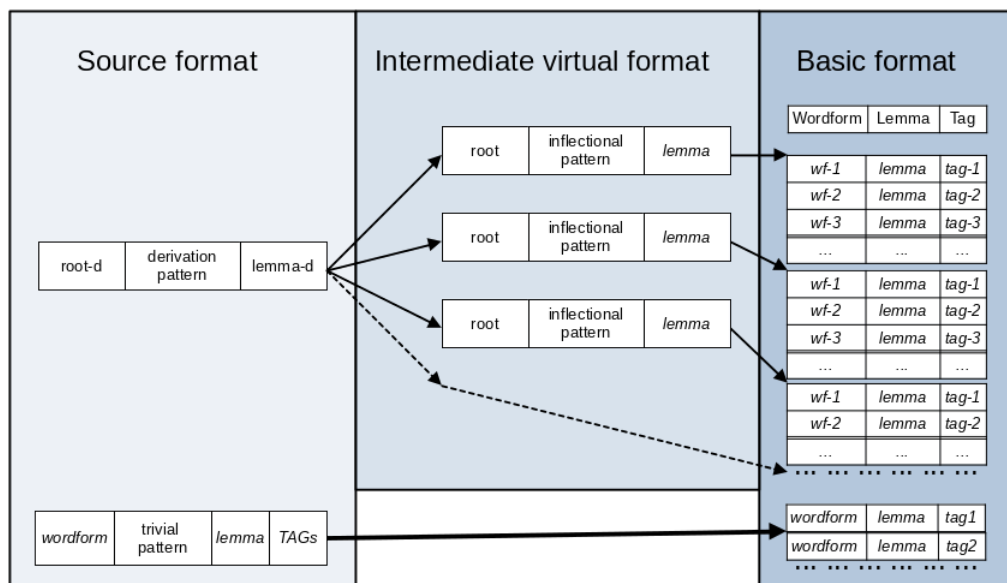 Source format
Intermediate virtual format
Basic format
Wordform Lemma Tag
root inflectional pattern lemma
wf-1 lemma tag-1
wf-2 lemma tag-2
wf-3 lemma tag-3
... ... ...
root-d derivation pattern lemma-d
root inflectional pattern lemma
wf-1 lemma tag-1
wf-2 lemma tag-2
wf-3 lemma tag-3
... ... ...
root inflectional pattern lemma
wf-1 lemma tag-1
wf-2 lemma tag-2
... ... ...
... ... ... ... ... ...
wordform trivial pattern lemma TAGs
wordform lemma tag1
wordform lemma tag2
... ... ... ... ... ...